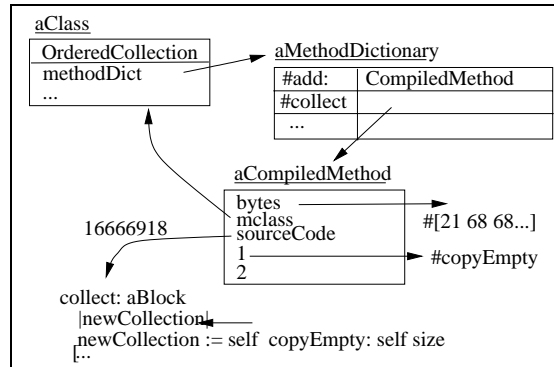 aClass
OrderedCollection
methodDict
...
aMethodDictionary
#add: CompiledMethod
#collect
...
aCompiledMethod
bytes
mclass
sourceCode
1
2
#[21 68 68...]
#copyEmpty
16666918
collect: aBlock
|newCollection|
newCollection := self copyEmpty: self size
[...